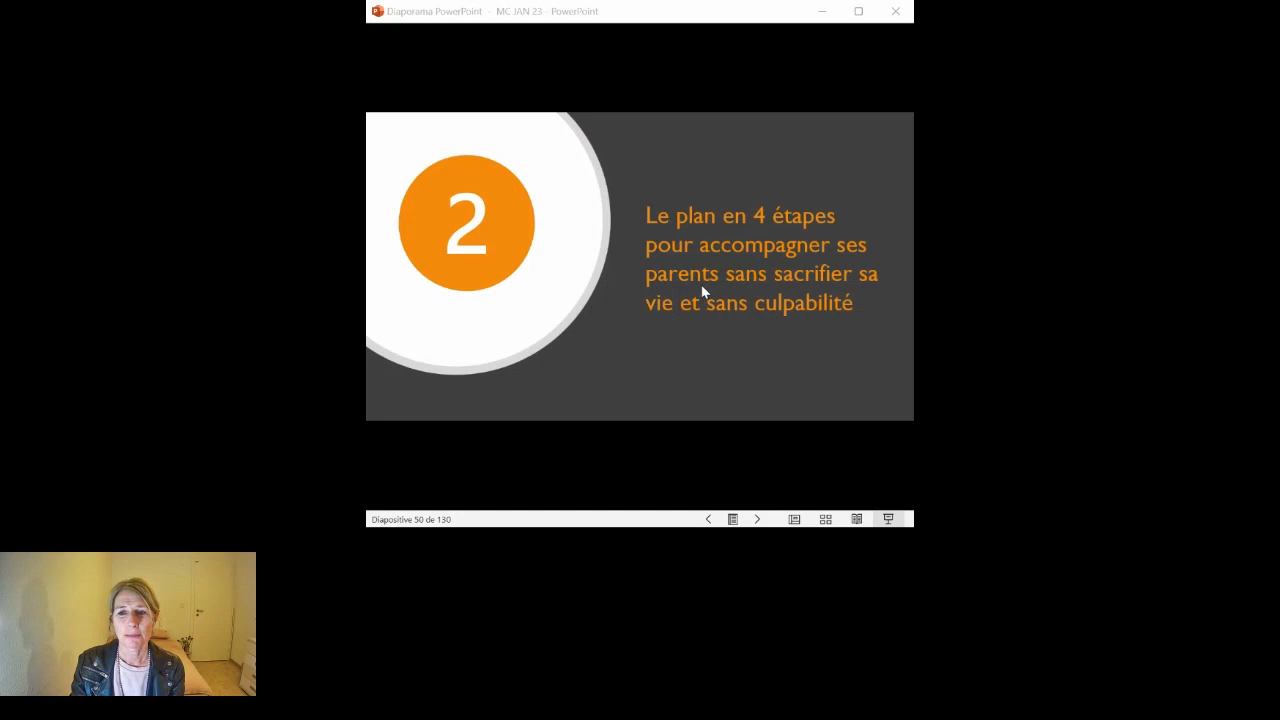 Diaporama PowerPoint - MC JAN 23 - PowerPoint
2
Le plan en 4 étapes
pour accompagner ses
parents sans sacrifier sa
vie et sans culpabilité
Diapositive 50 de 130